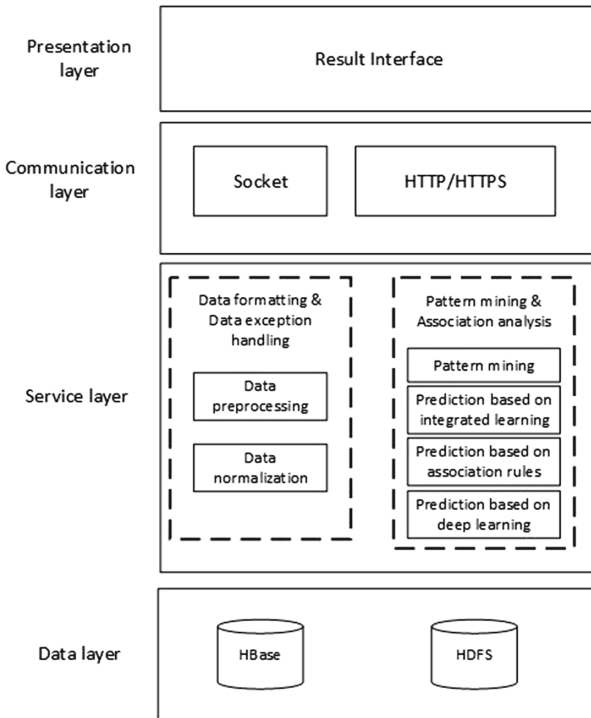 Presentation
layer
Result Interface
Communication
layer
Socket
HTTP/HTTPS
Service layer
Data formatting &
Data exception
handling
Data
preprocessing
Data
normalization
Pattern mining &
Association analysis
Pattern mining
Prediction based on
integrated learning
Prediction based on
association rules
Prediction based on
deep learning
Data layer
HBase
HDFS